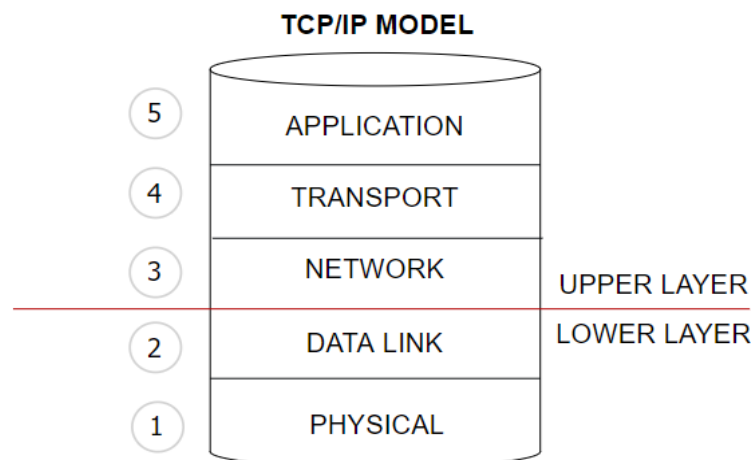 TCP/IP MODEL
5
APPLICATION
4
TRANSPORT
3
NETWORK
UPPER LAYER
LOWER LAYER
2
DATA LINK
1
PHYSICAL